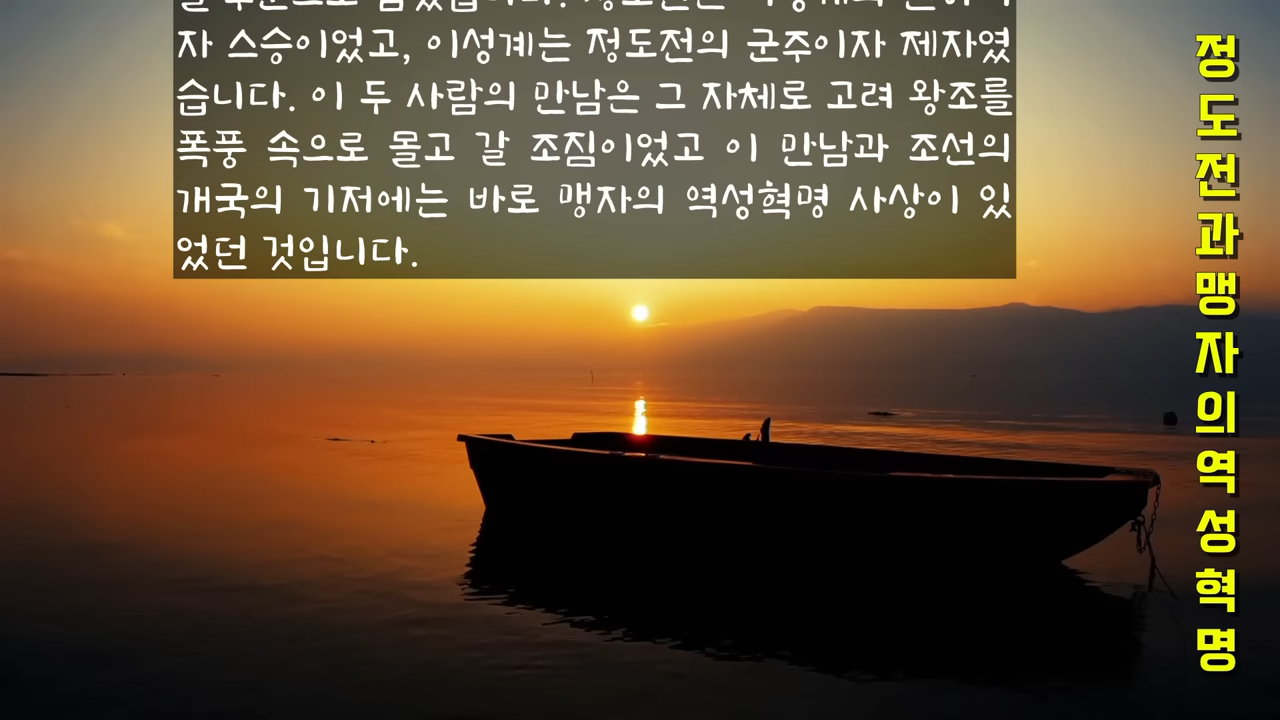 자 스승이었고, 이성계는 정도전의 군주이자 제자였
습니다. 이 두 사람의 만남은 그 자체로 고려 왕조를
폭풍 속으로 몰고 갈 조짐이었고 이 만남과 조선의
개국의 기저에는 바로 맹자의 역성혁명 사상이 있
었던 것입니다.
정도전과맹자의역성혁명